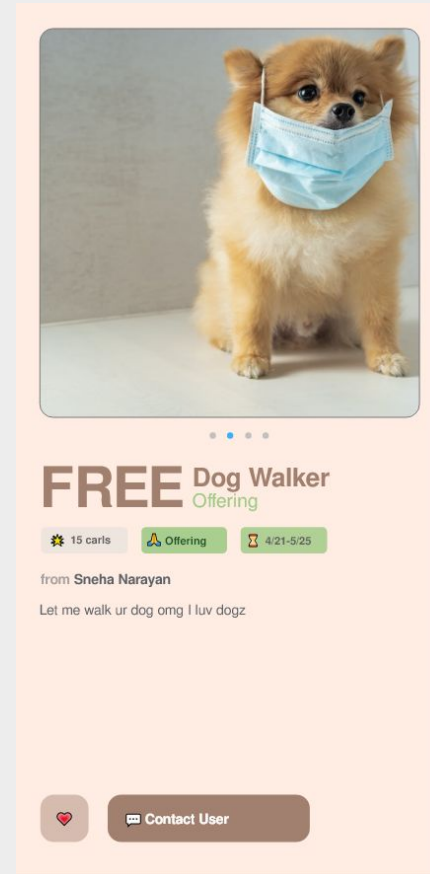 FREE Dog Walker
Offering
15 carls Offering 4/21-5/25
from Sneha Narayan
Let me walk ur dog omg I luv dogz
Contact User